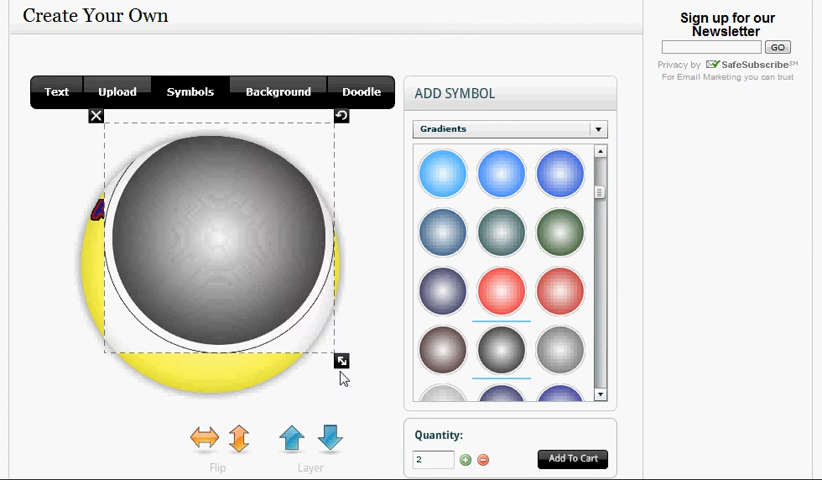 Create Your Own
Sign up for our
Newsletter
GO
Privacy by SafeSubscribe℠
For Email Marketing you can trust
Text Upload Symbols Background Doodle
ADD SYMBOL
Gradients
A
Flip Layer
Quantity:
2
Add To Cart